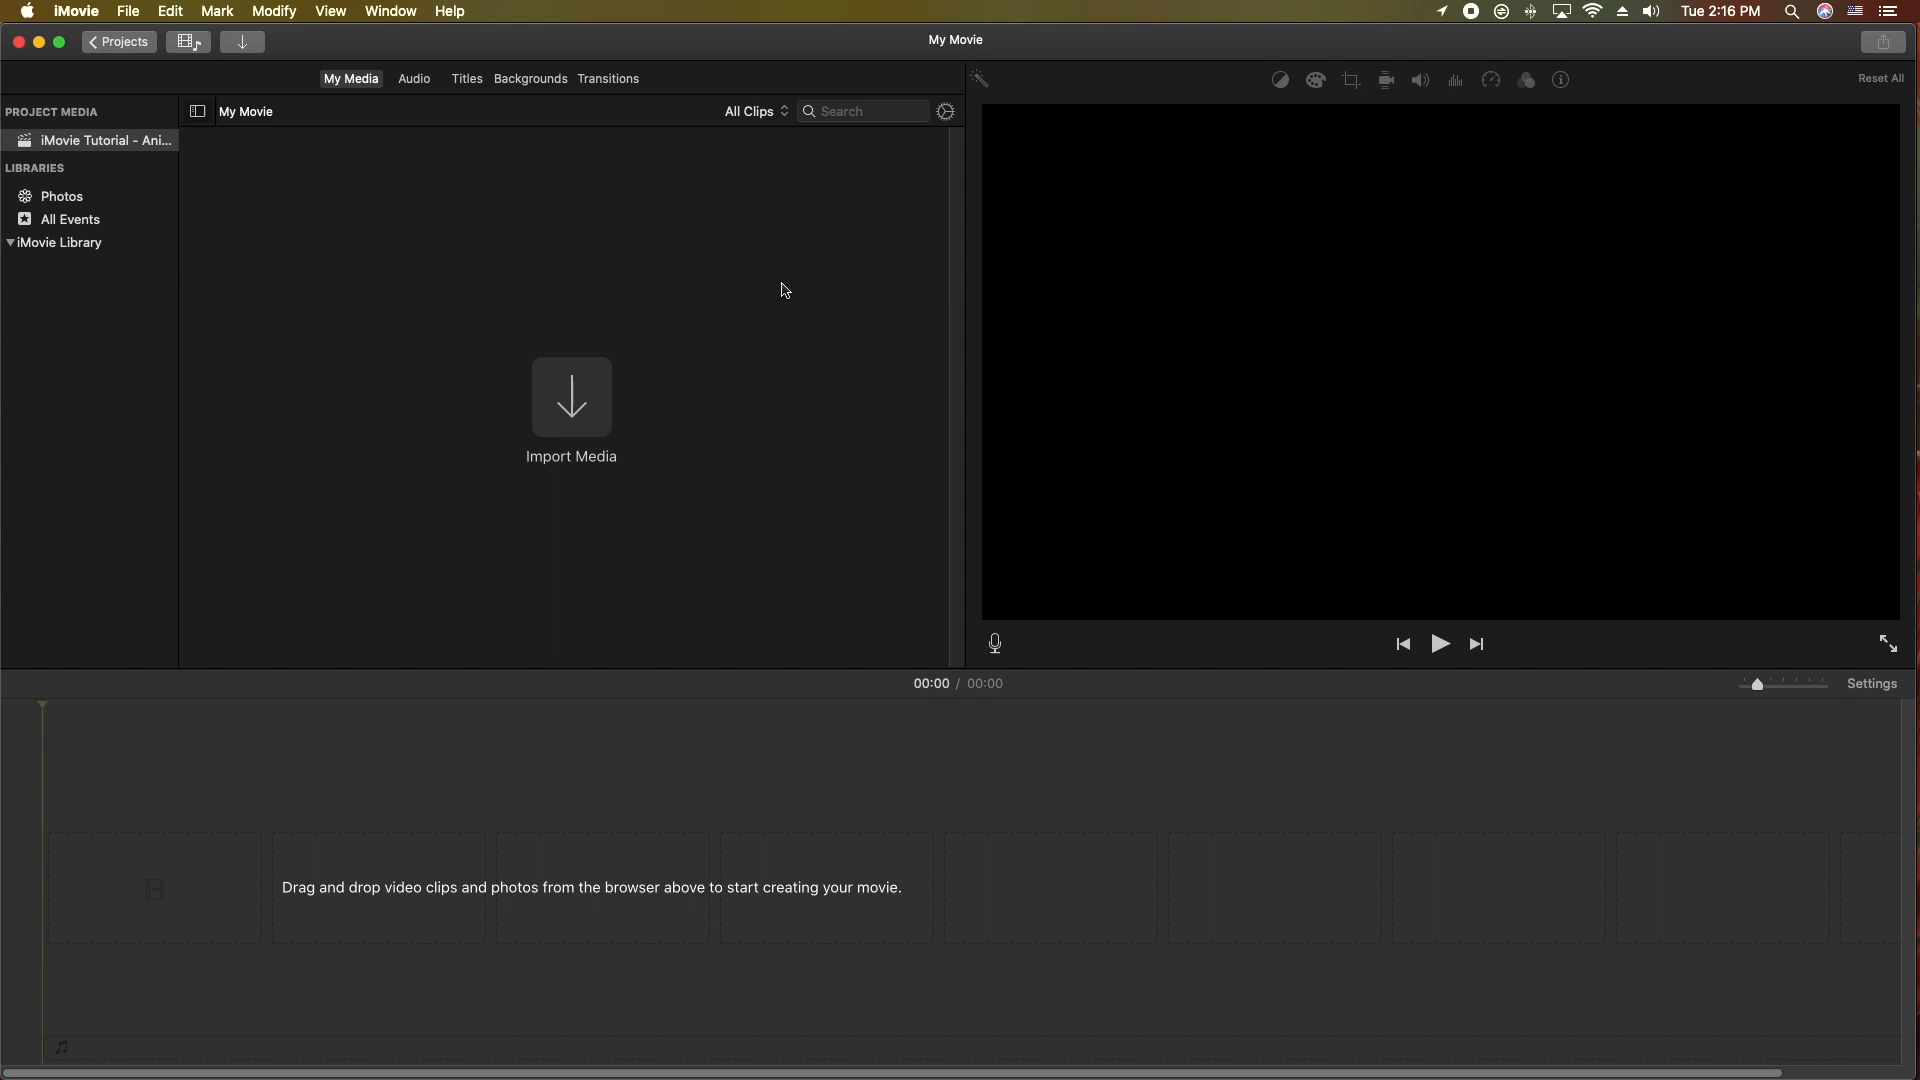 iMovie File Edit Mark Modify View Window Help Tue 2:16 PM
Projects My Movie
My Media Audio Titles Backgrounds Transitions Reset All
PROJECT MEDIA My Movie All Clips Search
iMovie Tutorial - Ani...
LIBRARIES
Photos
All Events
iMovie Library
Import Media
00:00 / 00:00 Settings
Drag and drop video clips and photos from the browser above to start creating your movie.